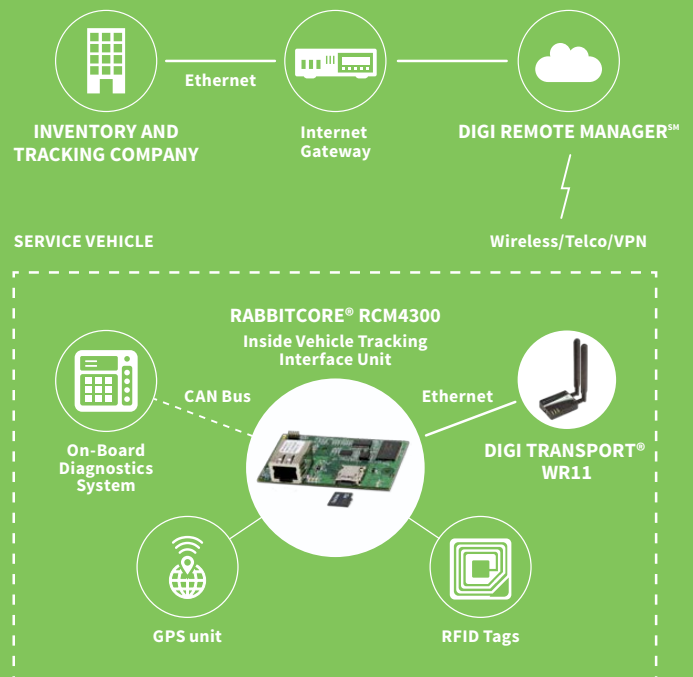 Ethernet
INVENTORY AND
TRACKING COMPANY
Internet
Gateway
DIGI REMOTE MANAGER℠
SERVICE VEHICLE
Wireless/Telco/VPN
RABBITCORE® RCM4300
Inside Vehicle Tracking
Interface Unit
CAN Bus
Ethernet
On-Board
Diagnostics
System
DIGI TRANSPORT®
WR11
GPS unit
RFID Tags